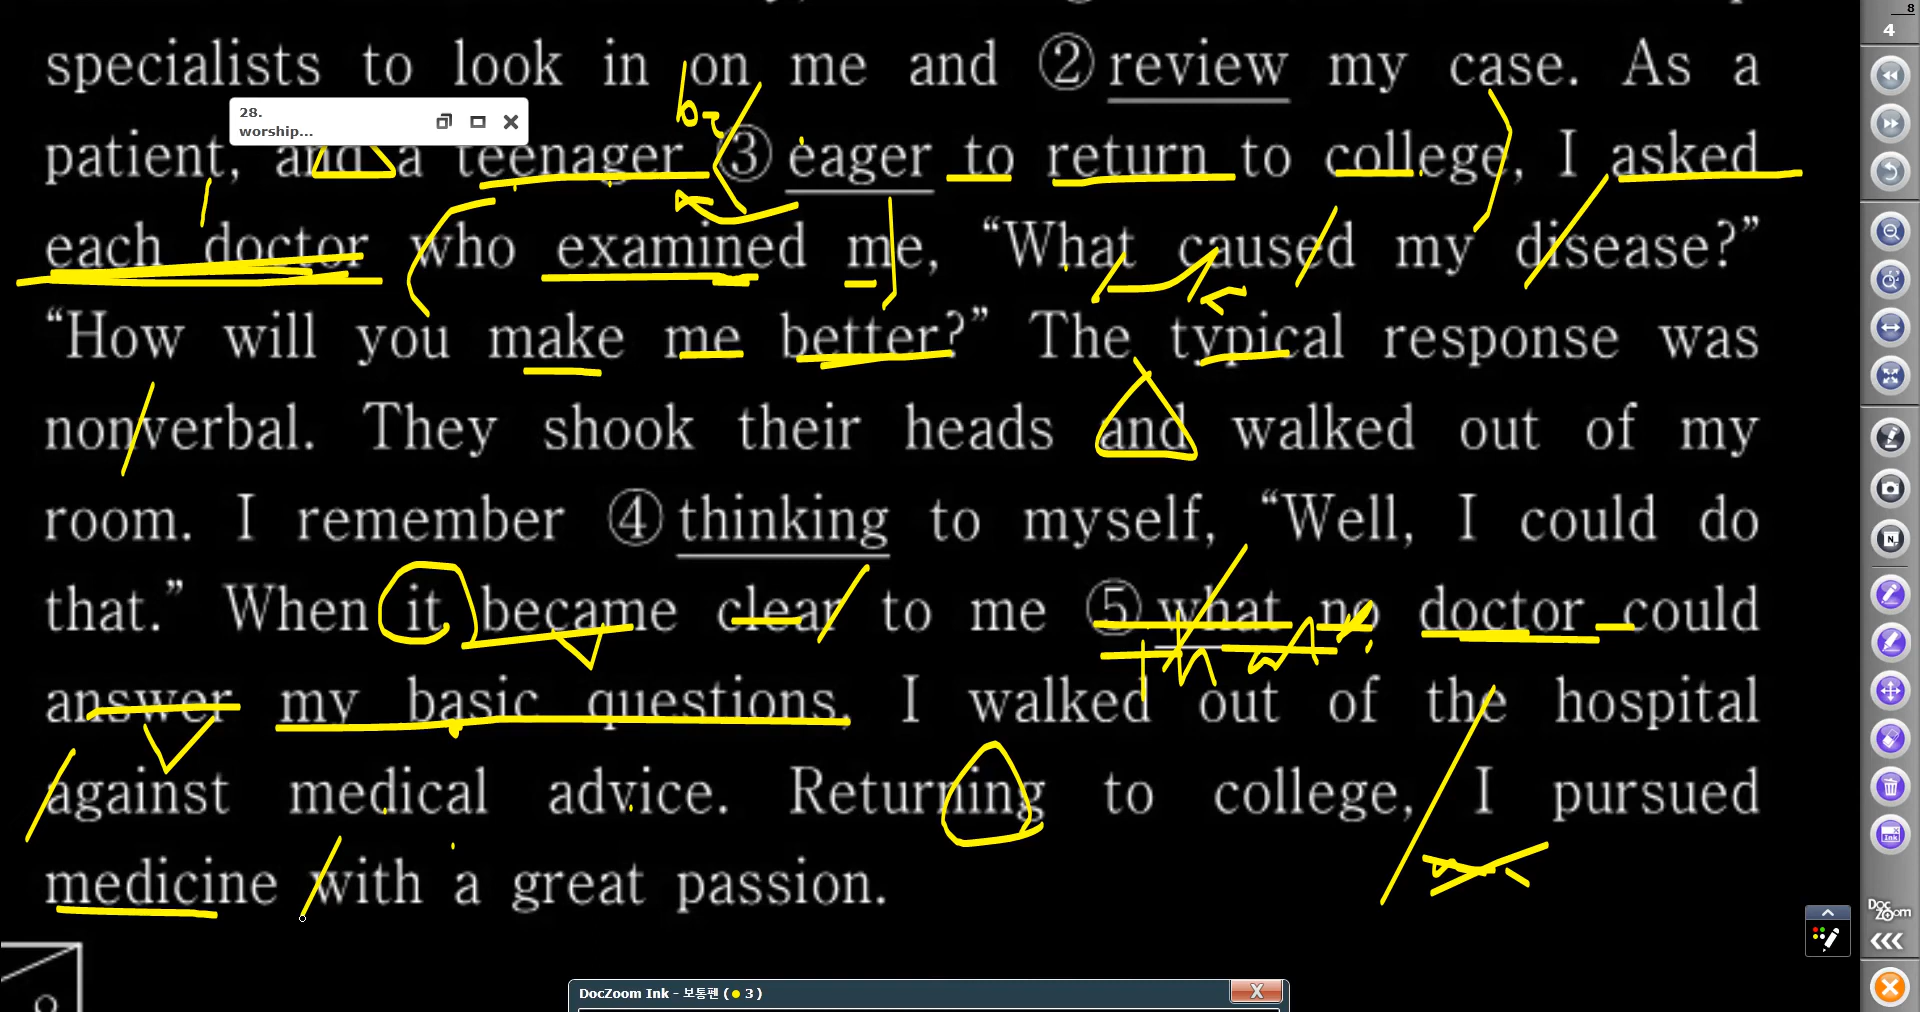 8
4
specialists to look in on me and ② review my case. As a
28.
worship...
patient, and a teenager ③ eager to return to college, I asked
each doctor who examined me, “What caused my disease?”
“How will you make me better?” The typical response was
nonverbal. They shook their heads and walked out of my
room. I remember ④ thinking to myself, “Well, I could do
that.” When it became clear to me ⑤ what no doctor could
answer my basic questions, I walked out of the hospital
against medical advice. Returning to college, I pursued
medicine with a great passion.
Doc Zoom
DocZoom Ink - 보통펜 ( 3 )